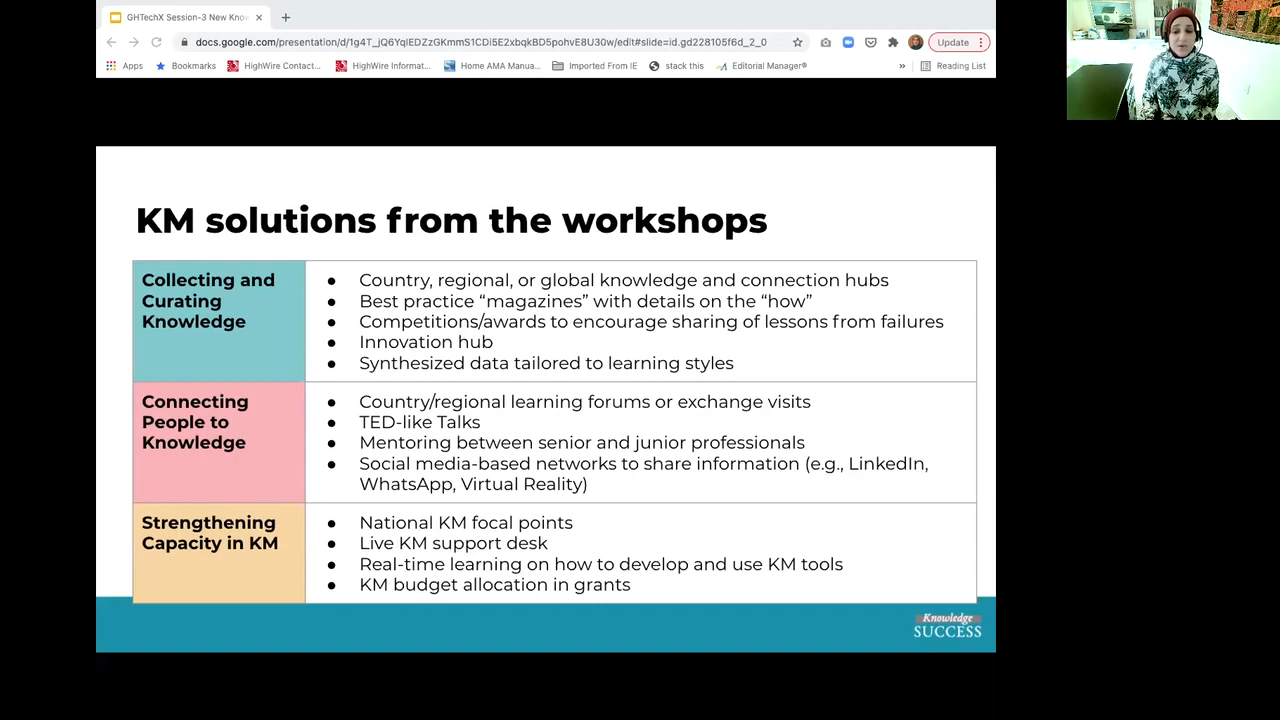 GHTechX Session-3 New Know
docs.google.com/presentation/d/1g4T_jQ6YqIEDZzGKmmS1CDi5E2xbqkBD5pohvE8U30w/edit#slide=id.gd228105f6d_2_0
Update
Apps
Bookmarks
HighWire Contact...
HighWire Informat...
Home AMA Manua...
Imported From IE
stack this
Editorial Manager®
»
Reading List
KM solutions from the workshops
Collecting and
Curating
Knowledge
● Country, regional, or global knowledge and connection hubs
● Best practice “magazines” with details on the “how”
● Competitions/awards to encourage sharing of lessons from failures
● Innovation hub
● Synthesized data tailored to learning styles
Connecting
People to
Knowledge
● Country/regional learning forums or exchange visits
● TED-like Talks
● Mentoring between senior and junior professionals
● Social media-based networks to share information (e.g., LinkedIn,
WhatsApp, Virtual Reality)
Strengthening
Capacity in KM
● National KM focal points
● Live KM support desk
● Real-time learning on how to develop and use KM tools
● KM budget allocation in grants
Knowledge
SUCCESS